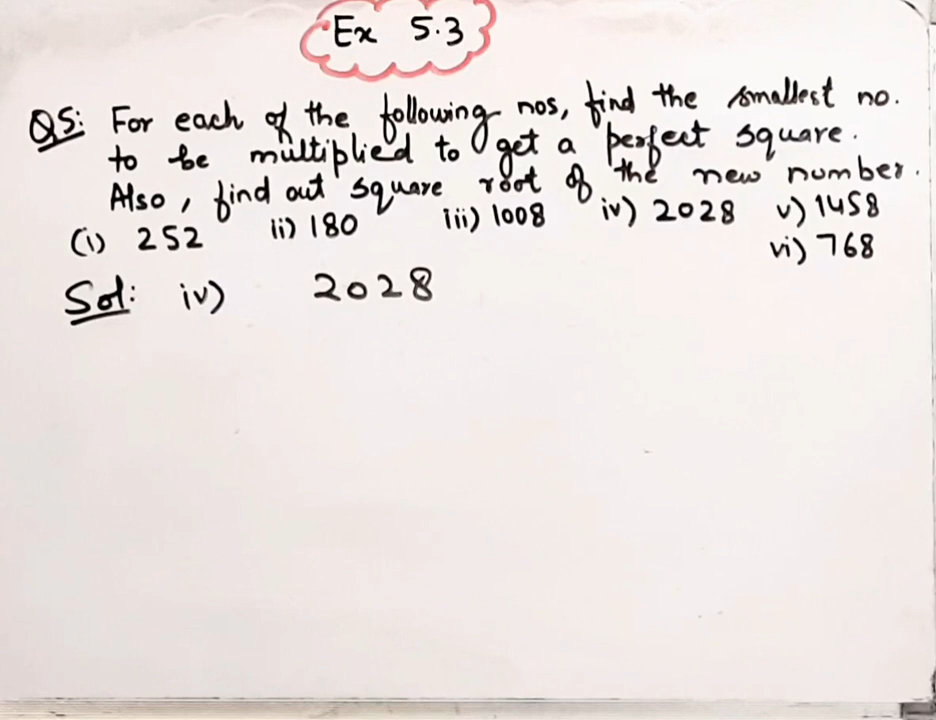 Ex 5.3
Q5: For each of the following nos, find the smallest no.
to be multiplied to get a perfect square.
Also, find out square root of the new number.
(i) 252 ii) 180 iii) 1008 iv) 2028 v) 1458
vi) 768
Sol: iv) 2028